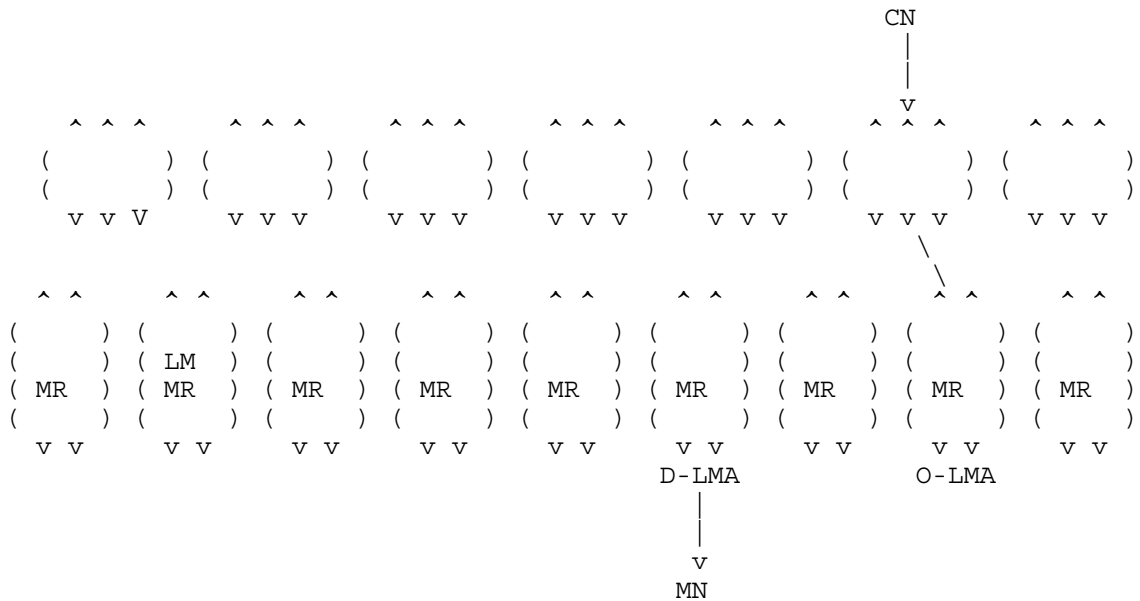 CN
|
|
v
^ ^ ^ ^ ^ ^ ^ ^ ^ ^ ^ ^ ^ ^ ^ ^ ^ ^ ^ ^ ^
( ) ( ) ( ) ( ) ( ) ( ) ( )
( ) ( ) ( ) ( ) ( ) ( ) ( )
v v V v v v v v v v v v v v v v v v v v v
\
\
^ ^ ^ ^ ^ ^ ^ ^ ^ ^ ^ ^ ^ ^ ^ ^ ^ ^
( ) ( ) ( ) ( ) ( ) ( ) ( ) ( ) ( )
( ) ( LM ) ( ) ( ) ( ) ( ) ( ) ( ) ( )
( MR ) ( MR ) ( MR ) ( MR ) ( MR ) ( MR ) ( MR ) ( MR ) ( MR )
( ) ( ) ( ) ( ) ( ) ( ) ( ) ( ) ( )
v v v v v v v v v v v v v v v v v v
D-LMA O-LMA
|
|
v
MN